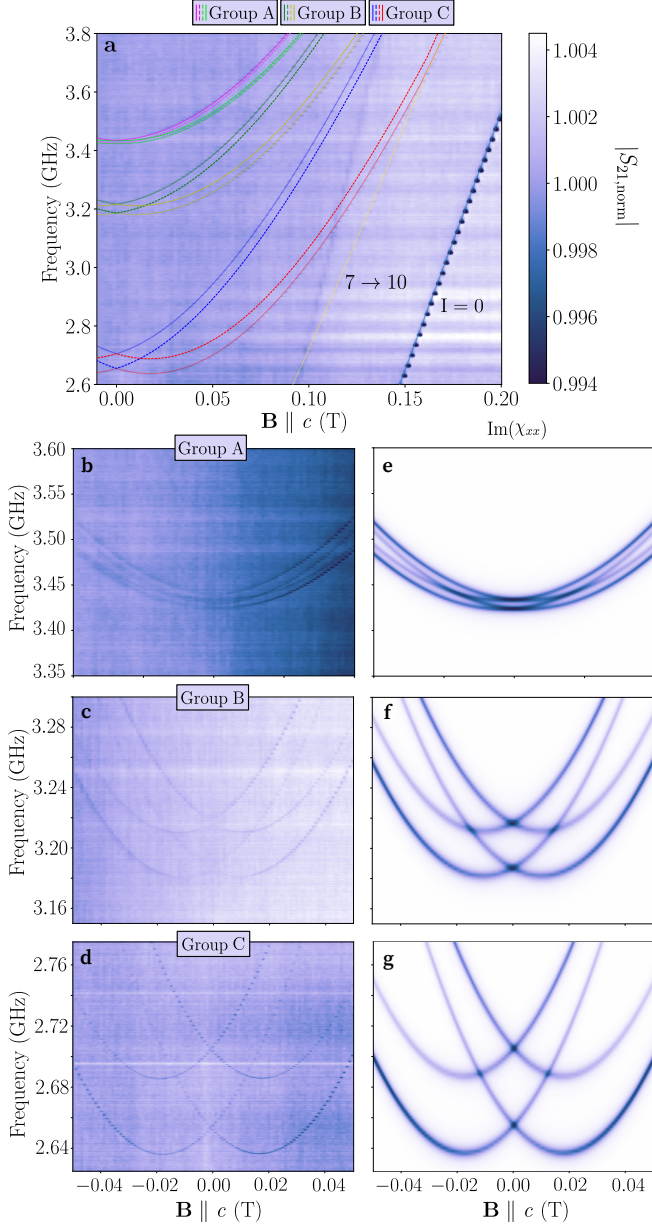 Group A Group B Group C
a
3.8
3.6
3.4
3.2
3.0
2.8
2.6
Frequency (GHz)
7 → 10
I = 0
0.00 0.05 0.10 0.15 0.20
B ∥ c (T)
1.004
1.002
1.000
0.998
0.996
0.994
|S21,norm|
Im(χxx)
Group A
b
e
3.60
3.55
3.50
3.45
3.40
3.35
Frequency (GHz)
Group B
c
f
3.28
3.24
3.20
3.16
Frequency (GHz)
Group C
d
g
2.76
2.72
2.68
2.64
Frequency (GHz)
−0.04 −0.02 0.00 0.02 0.04
−0.04 −0.02 0.00 0.02 0.04
B ∥ c (T)
B ∥ c (T)